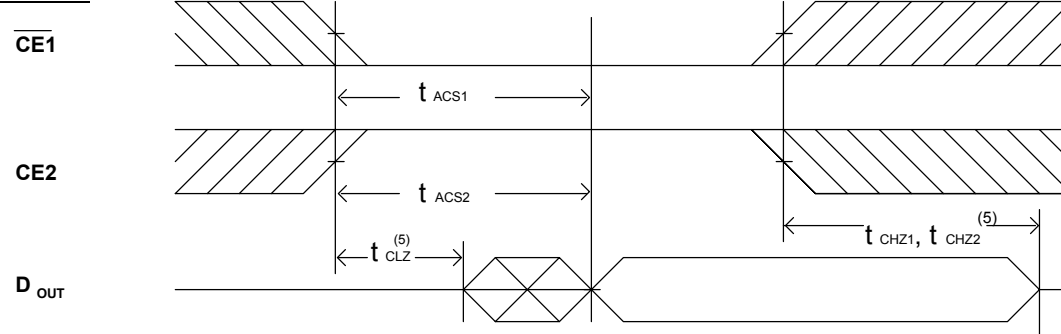 CE1
t ACS1
CE2
t ACS2
t CHZ1, t CHZ2 (5)
t CLZ (5)
D OUT